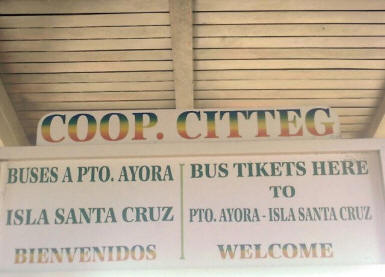 COOP. CITTEG
BUSES A PTO. AYORA
ISLA SANTA CRUZ
BIENVENIDOS
BUS TIKETS HERE
TO
PTO. AYORA - ISLA SANTA CRUZ
WELCOME